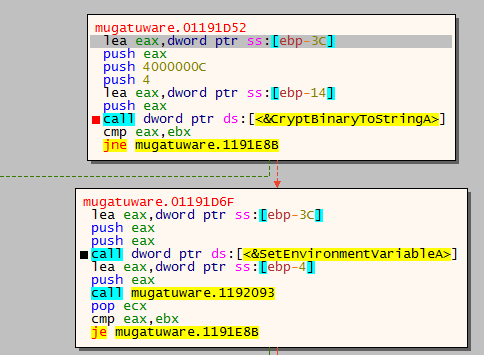 mugatuware.01191D52
lea eax,dword ptr ss:[ebp-3C]
push eax
push 4000000C
push 4
lea eax,dword ptr ss:[ebp-14]
push eax
call dword ptr ds:[<&CryptBinaryToStringA>]
cmp eax,ebx
jne mugatuware.1191E8B
mugatuware.01191D6F
lea eax,dword ptr ss:[ebp-3C]
push eax
push eax
call dword ptr ds:[<&SetEnvironmentVariableA>]
lea eax,dword ptr ss:[ebp-4]
push eax
call mugatuware.1192093
pop ecx
cmp eax,ebx
je mugatuware.1191E8B